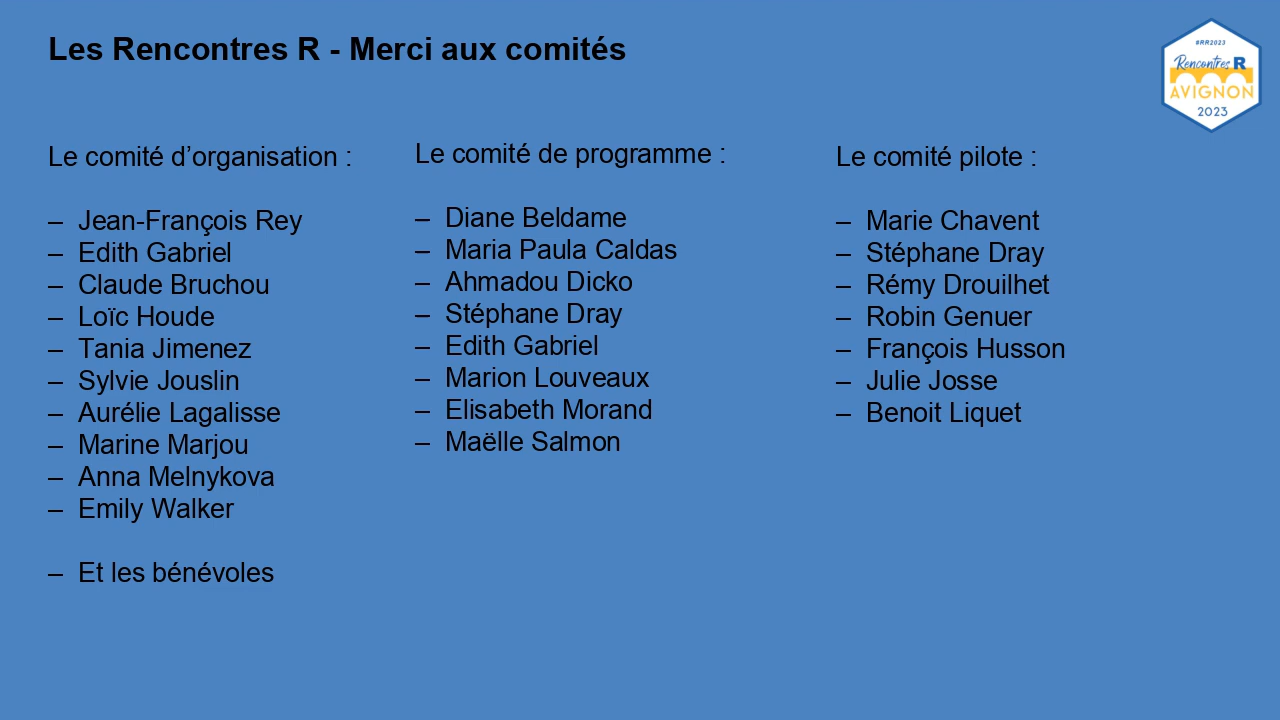 Les Rencontres R - Merci aux comités
#RR2023
Rencontres R
AVIGNON
2023
Le comité d’organisation :
– Jean-François Rey
– Edith Gabriel
– Claude Bruchou
– Loïc Houde
– Tania Jimenez
– Sylvie Jouslin
– Aurélie Lagalisse
– Marine Marjou
– Anna Melnykova
– Emily Walker
– Et les bénévoles
Le comité de programme :
– Diane Beldame
– Maria Paula Caldas
– Ahmadou Dicko
– Stéphane Dray
– Edith Gabriel
– Marion Louveaux
– Elisabeth Morand
– Maëlle Salmon
Le comité pilote :
– Marie Chavent
– Stéphane Dray
– Rémy Drouilhet
– Robin Genuer
– François Husson
– Julie Josse
– Benoit Liquet